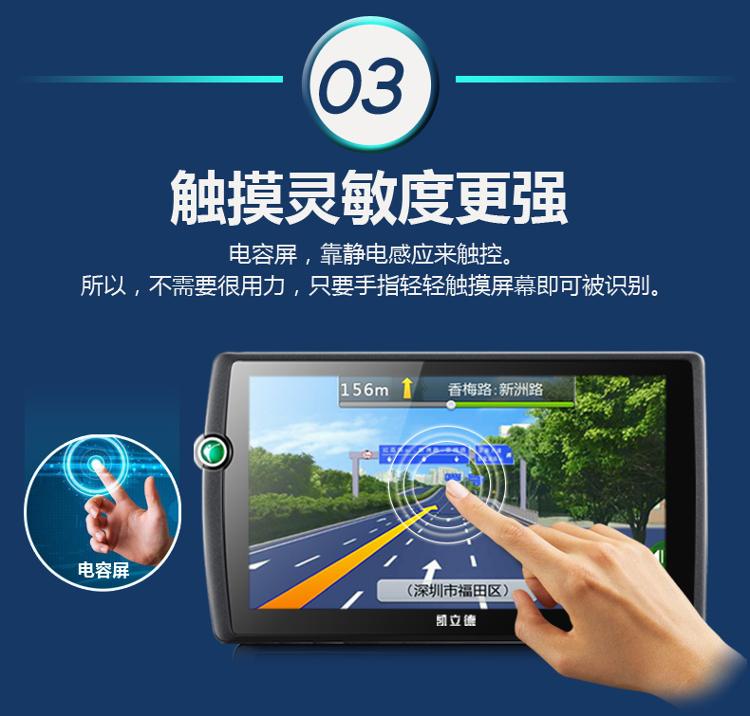 03
触摸灵敏度更强
电容屏，靠静电感应来触控。
所以，不需要很用力，只要手指轻轻触摸屏幕即可被识别。
156m
香梅路:新洲路
电容屏
（深圳市福田区）
凯立德